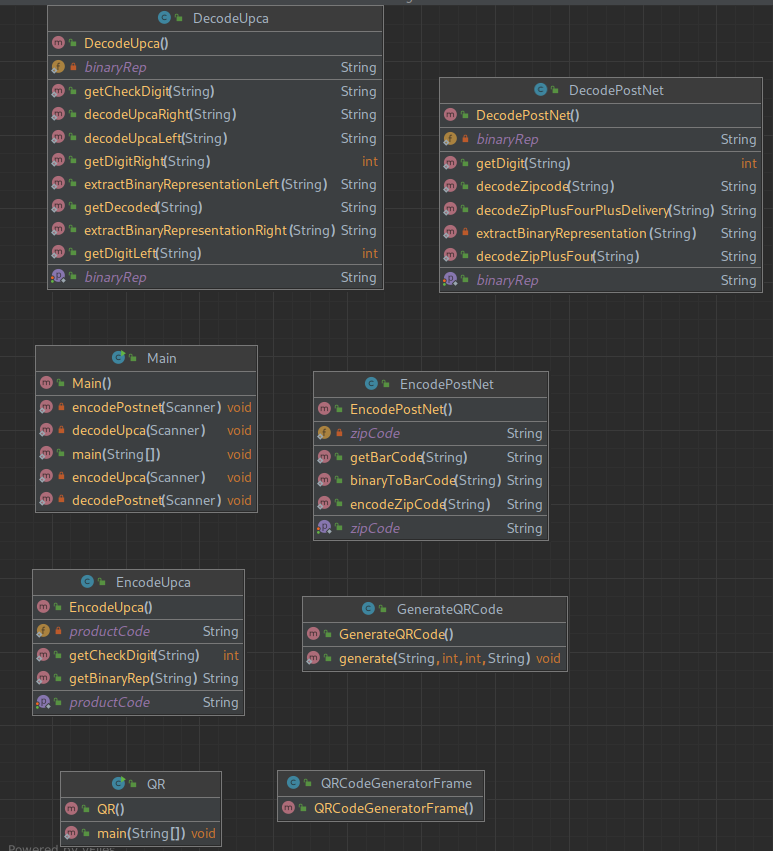 DecodeUpca
DecodeUpca()
binaryRep String
getCheckDigit(String) String
decodeUpcaRight(String) String
decodeUpcaLeft(String) String
getDigitRight(String) int
extractBinaryRepresentationLeft(String) String
getDecoded(String) String
extractBinaryRepresentationRight(String) String
getDigitLeft(String) int
binaryRep String
DecodePostNet
DecodePostNet()
binaryRep String
getDigit(String) int
decodeZipcode(String) String
decodeZipPlusFourPlusDelivery(String) String
extractBinaryRepresentation(String) String
decodeZipPlusFour(String) String
binaryRep String
Main
Main()
encodePostnet(Scanner) void
decodeUpca(Scanner) void
main(String[]) void
encodeUpca(Scanner) void
decodePostnet(Scanner) void
EncodePostNet
EncodePostNet()
zipCode String
getBarCode(String) String
binaryToBarCode(String) String
encodeZipCode(String) String
zipCode String
EncodeUpca
EncodeUpca()
productCode String
getCheckDigit(String) int
getBinaryRep(String) String
productCode String
GenerateQRCode
GenerateQRCode()
generate(String, int, int, String) void
QR
QR()
main(String[]) void
QRCodeGeneratorFrame
QRCodeGeneratorFrame()
Powered by yFiles